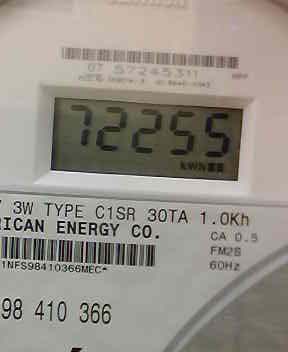 07 57245311
72255
kWh
3W TYPE C1SR 30TA 1.0Kh
RICAN ENERGY CO.
CA 0.5
FM2S
60Hz
1NFS98410366MEC*
98 410 366